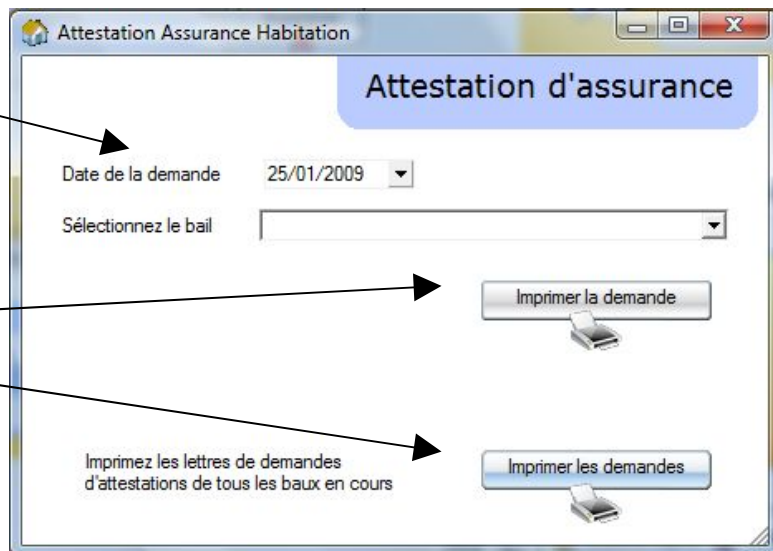 Attestation Assurance Habitation
Attestation d'assurance
Date de la demande 25/01/2009
Sélectionnez le bail
Imprimer la demande
Imprimez les lettres de demandes
d'attestations de tous les baux en cours
Imprimer les demandes